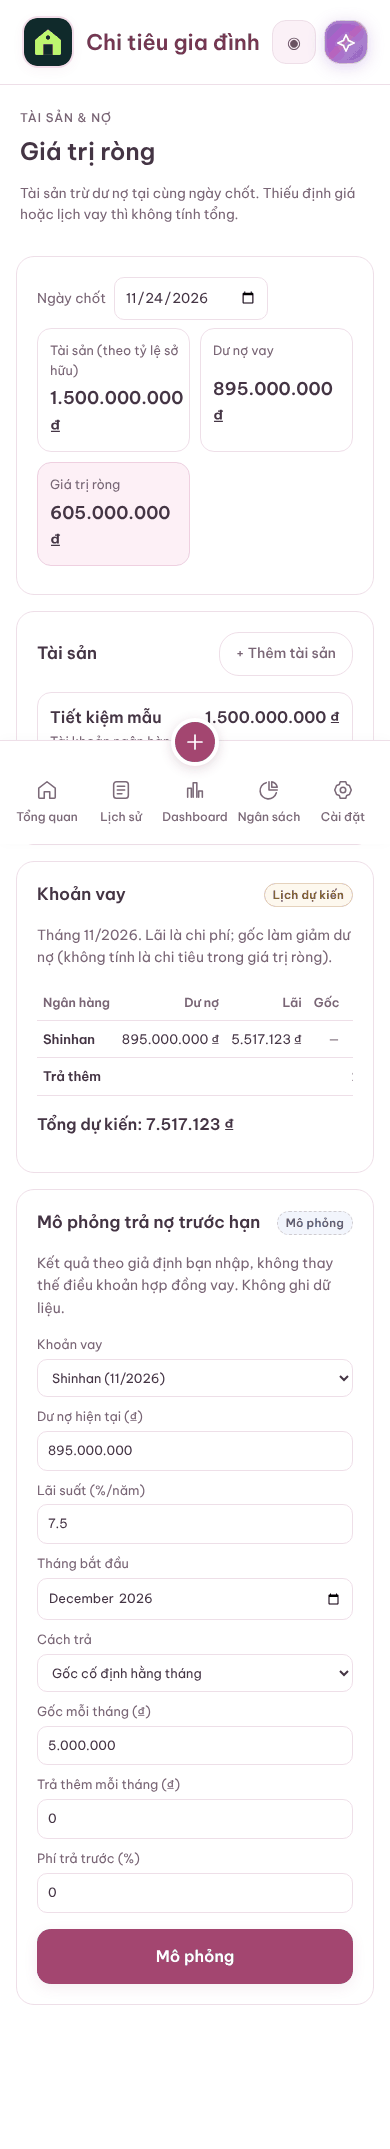 Chi tiêu gia đình
TÀI SẢN & NỢ
Giá trị ròng
Tài sản trừ dư nợ tại cùng ngày chốt. Thiếu định giá
hoặc lịch vay thì không tính tổng.
Ngày chốt 11/24/2026
Tài sản (theo tỷ lệ sở
hữu)
1.500.000.000
₫
Dư nợ vay
895.000.000
₫
Giá trị ròng
605.000.000
₫
Tài sản
+ Thêm tài sản
Tiết kiệm mẫu
1.500.000.000 ₫
Tài khoản ngân hàn
Tổng quan
Lịch sử
Dashboard
Ngân sách
Cài đặt
Khoản vay
Lịch dự kiến
Tháng 11/2026. Lãi là chi phí; gốc làm giảm dư
nợ (không tính là chi tiêu trong giá trị ròng).
Ngân hàng Dư nợ Lãi Gốc
Shinhan 895.000.000 ₫ 5.517.123 ₫ —
Trả thêm
Tổng dự kiến: 7.517.123 ₫
Mô phỏng trả nợ trước hạn
Mô phỏng
Kết quả theo giả định bạn nhập, không thay
thế điều khoản hợp đồng vay. Không ghi dữ
liệu.
Khoản vay
Shinhan (11/2026)
Dư nợ hiện tại (₫)
895.000.000
Lãi suất (%/năm)
7.5
Tháng bắt đầu
December 2026
Cách trả
Gốc cố định hằng tháng
Gốc mỗi tháng (₫)
5.000.000
Trả thêm mỗi tháng (₫)
0
Phí trả trước (%)
0
Mô phỏng